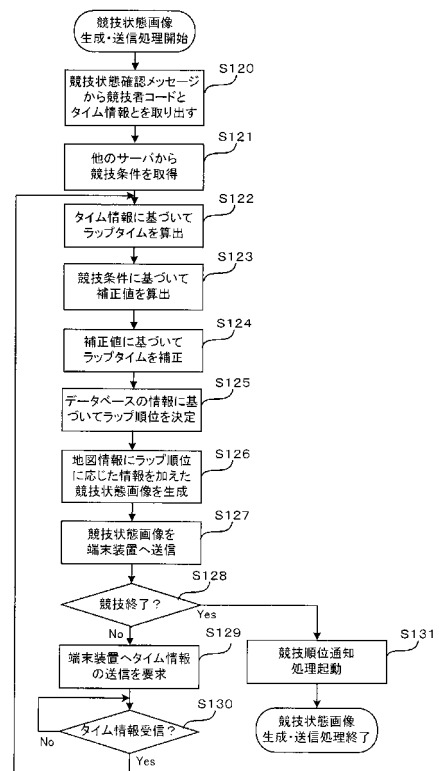 競技状態画像
生成・送信処理開始
S120
競技状態確認メッセージ
から競技者コードと
タイム情報とを取り出す
S121
他のサーバから
競技条件を取得
S122
タイム情報に基づいて
ラップタイムを算出
S123
競技条件に基づいて
補正値を算出
S124
補正値に基づいて
ラップタイムを補正
S125
データベースの情報に基
づいてラップ順位を決定
S126
地図情報にラップ順位
に応じた情報を加えた
競技状態画像を生成
S127
競技状態画像を
端末装置へ送信
S128
競技終了?
Yes
No
S129
端末装置へタイム情報
の送信を要求
S131
競技順位通知
処理起動
S130
タイム情報受信?
No
Yes
競技状態画像
生成・送信処理終了